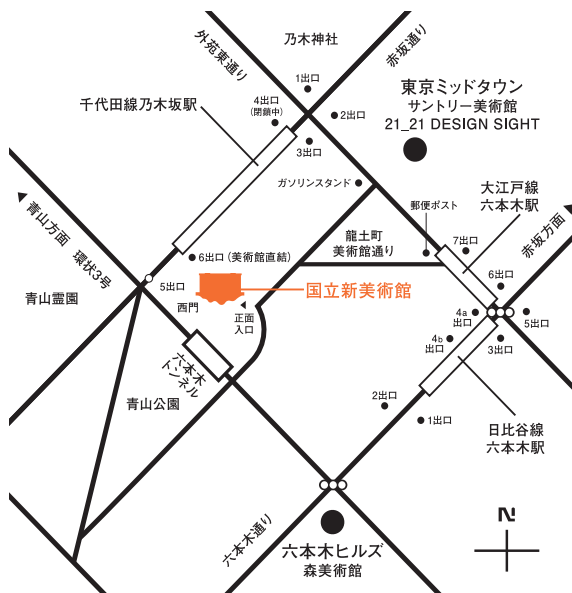 外苑東通り
乃木神社
赤坂通り
1出口
4出口
(閉鎖中)
2出口
3出口
千代田線乃木坂駅
東京ミッドタウン
サントリー美術館
21_21 DESIGN SIGHT
ガソリンスタンド
大江戸線
六本木駅
郵便ポスト
龍土町
美術館通り
7出口
赤坂方面
青山方面
環状3号
6出口(美術館直結)
5出口
西門
正面
入口
国立新美術館
6出口
青山霊園
4a
出口
5出口
4b
出口
3出口
六本木
トンネル
青山公園
2出口
1出口
日比谷線
六本木駅
六本木通り
六本木ヒルズ
森美術館
N